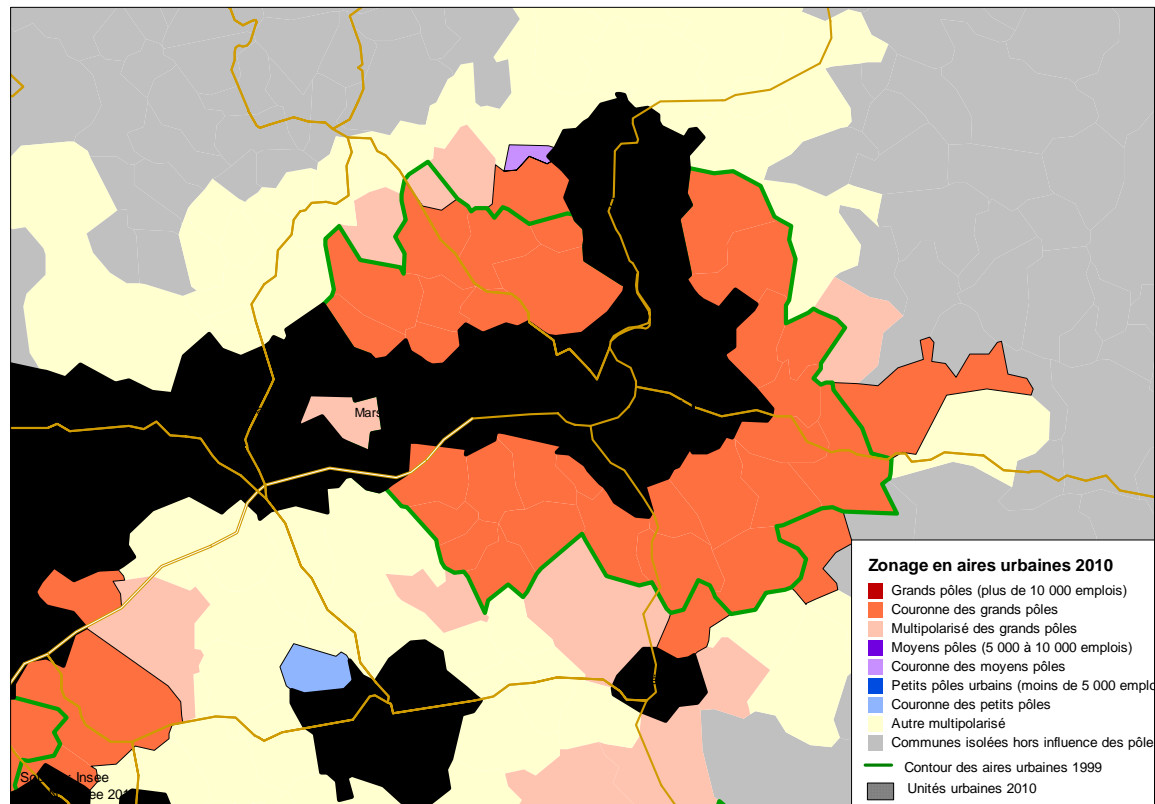 Mars
Zonage en aires urbaines 2010
Grands pôles (plus de 10 000 emplois)
Couronne des grands pôles
Multipolarisé des grands pôles
Moyens pôles (5 000 à 10 000 emplois)
Couronne des moyens pôles
Petits pôles urbains (moins de 5 000 emplo
Couronne des petits pôles
Autre multipolarisé
Communes isolées hors influence des pôle
Contour des aires urbaines 1999
Unités urbaines 2010
Insee